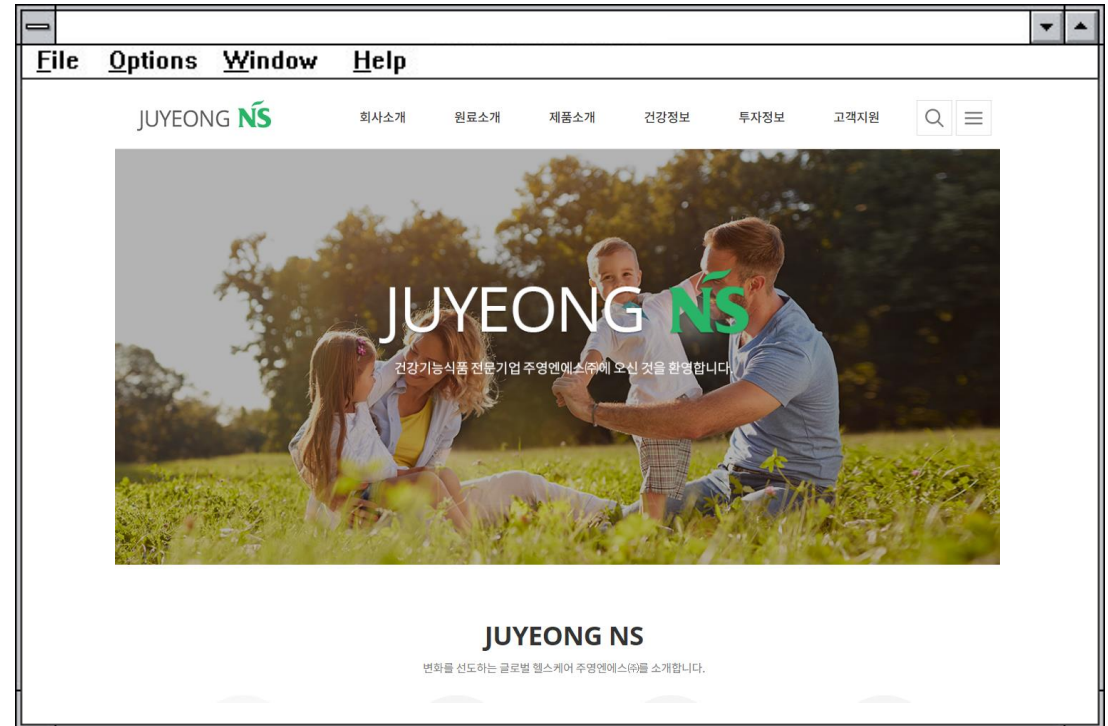 File Options Window Help
JUYEONG NS 회사소개 원료소개 제품소개 건강정보 투자정보 고객지원
JUYEONG NS
건강기능식품 전문기업 주영엔에스㈜에 오신 것을 환영합니다.
JUYEONG NS
변화를 선도하는 글로벌 헬스케어 주영엔에스㈜를 소개합니다.